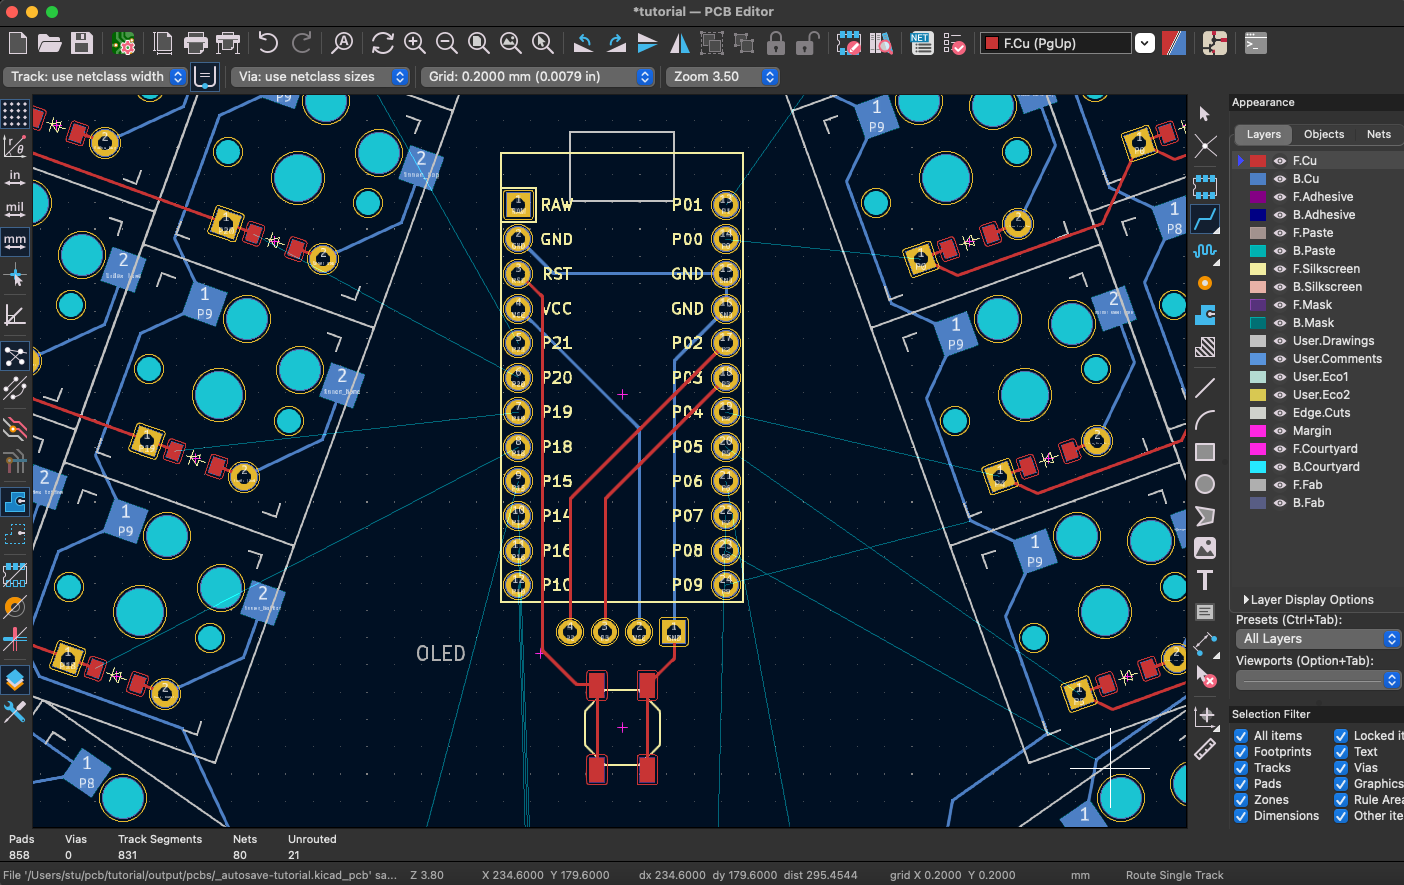 *tutorial — PCB Editor
F.Cu (PgUp)
Track: use netclass width
Via: use netclass sizes
Grid: 0.2000 mm (0.0079 in)
Zoom 3.50
in
mil
mm
NET
T
P9
2
1
P9
2
1
P9
2
1
P9
2
1
P9
2
2
1
P8
1
P9
1
P8
1
P9
2
1
P9
1
RAW
GND
RST
VCC
P21
P20
P19
P18
P15
P14
P16
P10
P01
P00
GND
GND
P02
P03
P04
P05
P06
P07
P08
P09
OLED
Appearance
Layers
Objects
Nets
F.Cu
B.Cu
F.Adhesive
B.Adhesive
F.Paste
B.Paste
F.Silkscreen
B.Silkscreen
F.Mask
B.Mask
User.Drawings
User.Comments
User.Eco1
User.Eco2
Edge.Cuts
Margin
F.Courtyard
B.Courtyard
F.Fab
B.Fab
Layer Display Options
Presets (Ctrl+Tab):
All Layers
Viewports (Option+Tab):
Selection Filter
All items
Locked it
Footprints
Text
Tracks
Vias
Pads
Graphics
Zones
Rule Area
Dimensions
Other ite
Pads
Vias
Track Segments
Nets
Unrouted
858
0
831
80
21
File '/Users/stu/pcb/tutorial/output/pcbs/_autosave-tutorial.kicad_pcb' sa...
Z 3.80
X 234.6000 Y 179.6000
dx 234.6000 dy 179.6000 dist 295.4544
grid X 0.2000 Y 0.2000
mm
Route Single Track